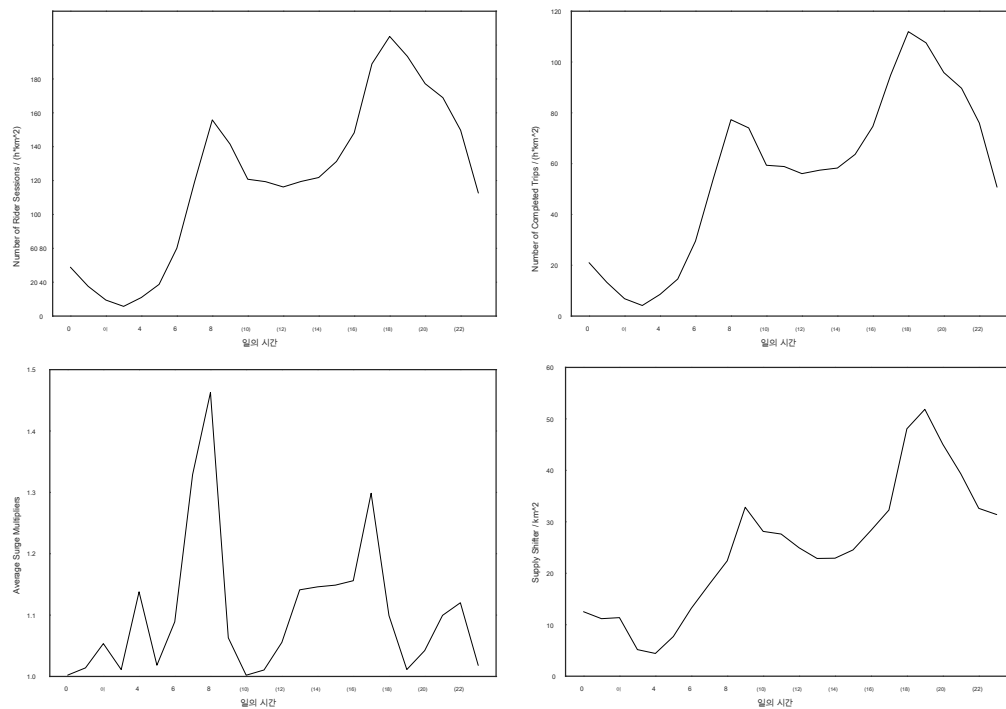 Number of Rider Sessions / (h*km^2)
180
160
140
120
100
60 80
20 40
0
0 이 4 6 8 (10) (12) (14) (16) (18) (20) (22)
일의 시간
Number of Completed Trips / (h*km^2)
120
100
80
60
40
20
0
0 이 4 6 8 (10) (12) (14) (16) (18) (20) (22)
일의 시간
Average Surge Multipliers
1.5
1.4
1.3
1.2
1.1
1.0
0 이 4 6 8 (10) (12) (14) (16) (18) (20) (22)
일의 시간
Supply Shifter / km^2
60
50
40
30
20
10
0
0 이 4 6 8 (10) (12) (14) (16) (18) (20) (22)
일의 시간